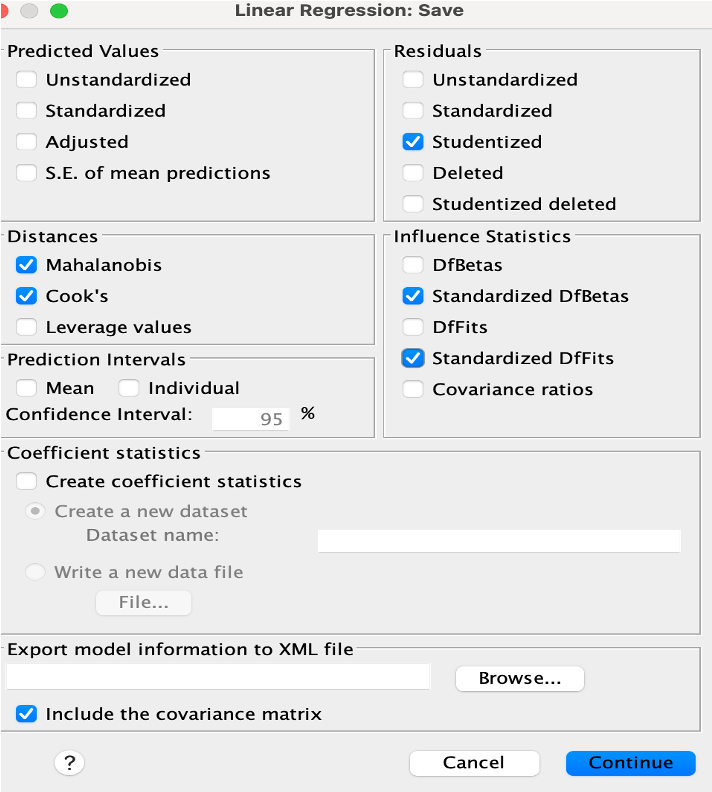 Linear Regression: Save
Predicted Values
Unstandardized
Standardized
Adjusted
S.E. of mean predictions
Residuals
Unstandardized
Standardized
Studentized
Deleted
Studentized deleted
Distances
Mahalanobis
Cook's
Leverage values
Influence Statistics
DfBetas
Standardized DfBetas
DfFits
Standardized DfFits
Covariance ratios
Prediction Intervals
Mean Individual
Confidence Interval: 95 %
Coefficient statistics
Create coefficient statistics
Create a new dataset
Dataset name:
Write a new data file
File...
Export model information to XML file
Browse...
Include the covariance matrix
? Cancel Continue